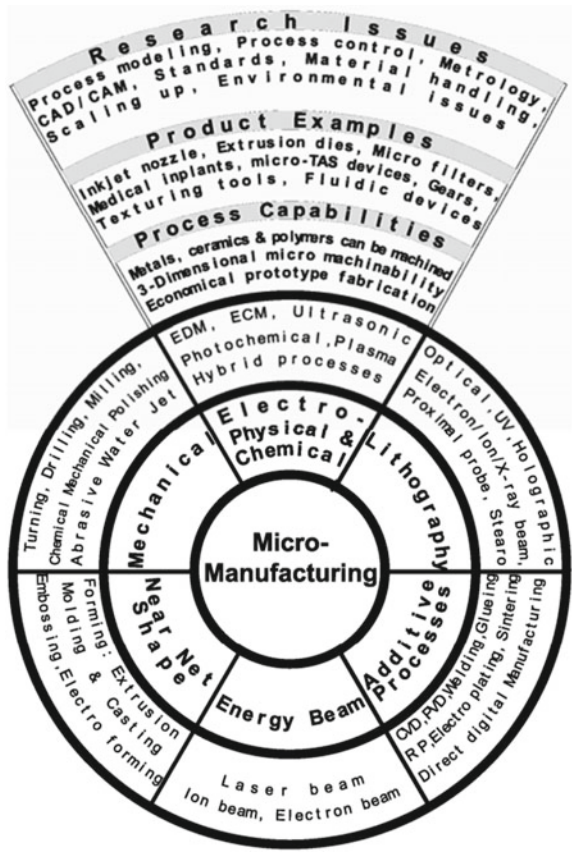 Research Issues
Process modeling, Process control, Metrology,
CAD/CAM, Standards, Material handling,
Scaling up, Environmental issues
Product Examples
Inkjet nozzle, Extrusion dies, Micro filters,
Medical inplants, micro-TAS devices, Gears,
Texturing tools, Fluidic devices
Process Capabilities
Metals, ceramics & polymers can be machined
3-Dimensional micro machinability
Economical prototype fabrication
EDM, ECM, Ultrasonic
Photochemical, Plasma
Hybrid processes
Electro-
Physical &
Chemical
Optical, UV, Holographic
Electron/Ion/X-ray beam,
Proximal probe, Stearo
Lithography
Turning, Drilling, Milling,
Chemical Mechanical Polishing
Abrasive Water Jet
Mechanical
Micro-
Manufacturing
Near Net
Shape
Forming: Extrusion
Molding & Casting
Embossing, Electro forming
Energy Beam
Laser beam
Ion beam, Electron beam
Additive
Processes
CVD, PVD, Welding, Glueing
RP, Electro plating, Sintering
Direct digital Manufacturing